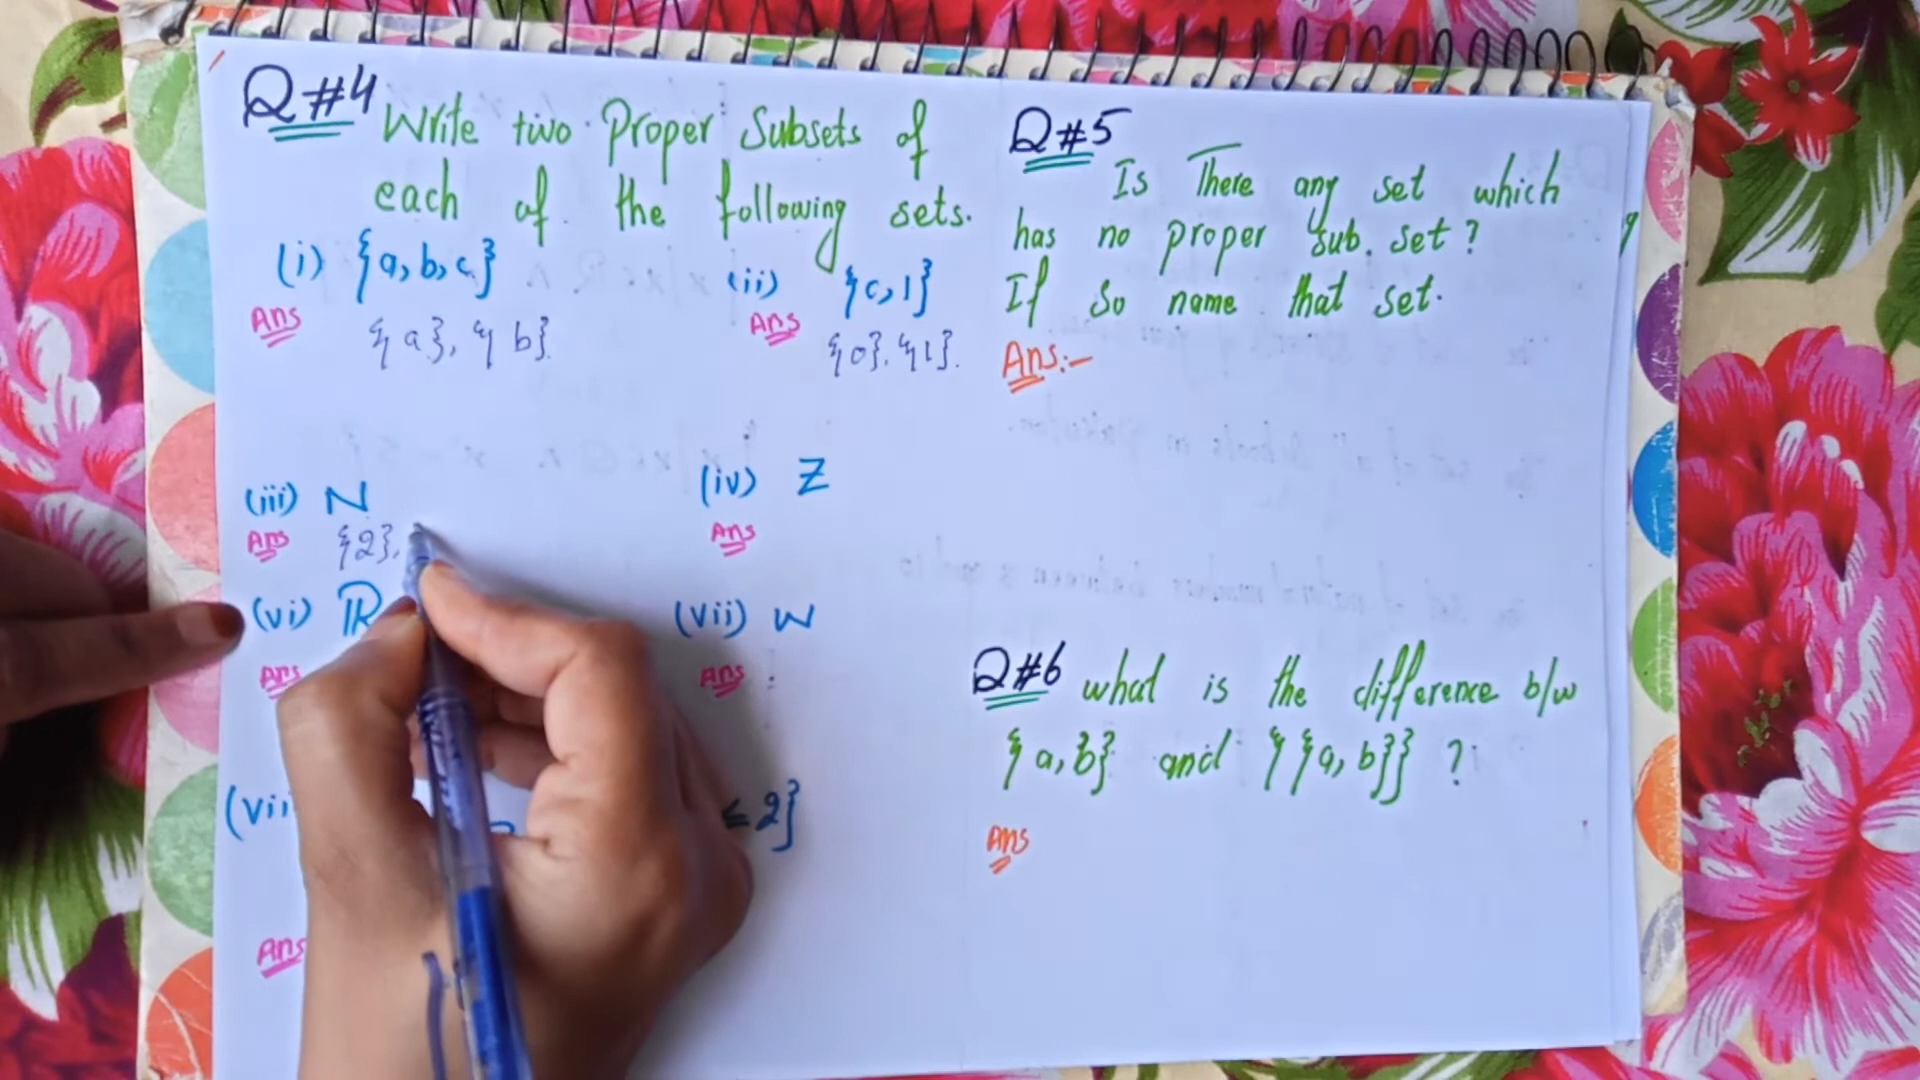 Q#4 Write two Proper Subsets of
each of the following sets.
(i) {a, b, c}
Ans {a}, { b}.
(ii) {c, 1}
Ans {0}, {1}.
(iii) N
Ans {2},
(iv) Z
Ans
(vi) R
Ans
(vii) W
Ans :
(vii
≤ 2}
Ans
Q#5
Is There any set which
has no proper sub. set?
If so name that set.
Ans:-
Q#6 what is the difference b/w
{a, b} and {{a, b}} ?
Ans